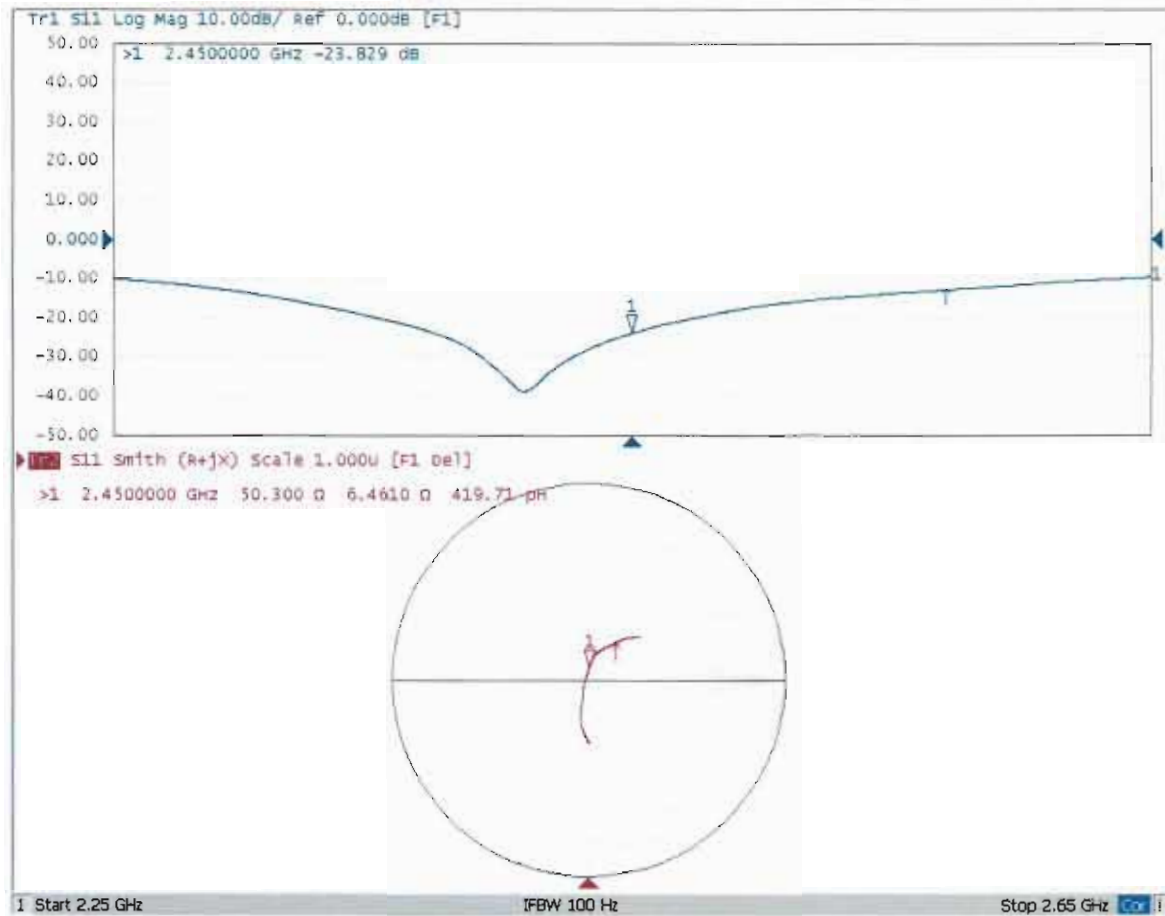 Tr1 S11 Log Mag 10.00dB/ Ref 0.000dB [F1]
50.00
>1 2.4500000 GHz -23.829 dB
40.00
30.00
20.00
10.00
0.000
-10.00
1
-20.00
1
-30.00
-40.00
-50.00
Tr2 S11 Smith (R+jX) Scale 1.000U [F1 Del]
>1 2.4500000 GHz 50.300 Ω 6.4610 Ω 419.71 pH
1
1 Start 2.25 GHz IFBW 100 Hz Stop 2.65 GHz Cor